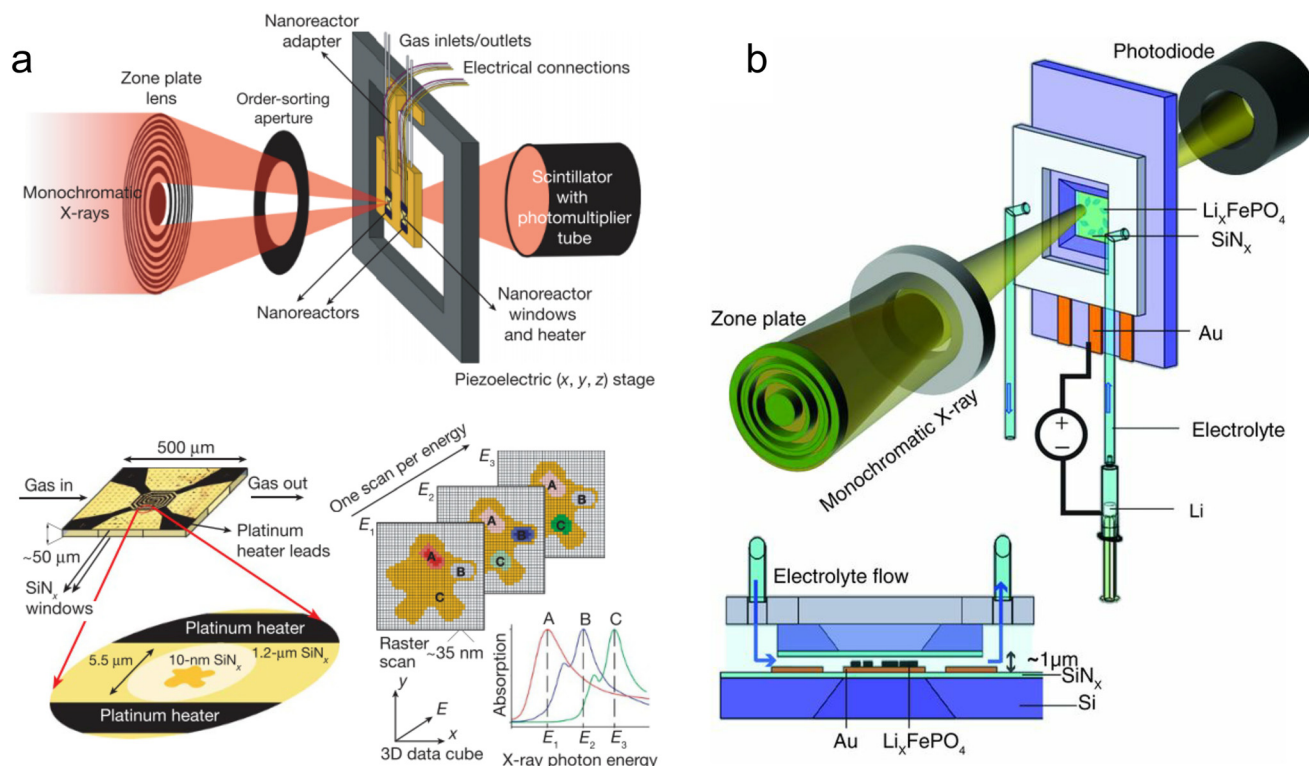 a
Nanoreactor
adapter
Gas inlets/outlets
Electrical connections
Zone plate
lens
Order-sorting
aperture
Monochromatic
X-rays
Scintillator
with
photomultiplier
tube
Nanoreactors
Nanoreactor
windows
and heater
Piezoelectric (x, y, z) stage
500 μm
Gas in
Gas out
~50 μm
Platinum
heater leads
SiNx
windows
Platinum heater
5.5 μm
10-nm SiNx
1.2-μm SiNx
Platinum heater
One scan per energy
E3
A
B
C
E2
A
B
C
E1
A
B
C
Raster
scan
~35 nm
y
E
x
3D data cube
A B C
Absorption
E1 E2 E3
X-ray photon energy
b
Photodiode
LixFePO4
SiNx
Zone plate
Au
Monochromatic X-ray
+
−
Electrolyte
Li
Electrolyte flow
~1μm
SiNx
Si
Au
LixFePO4